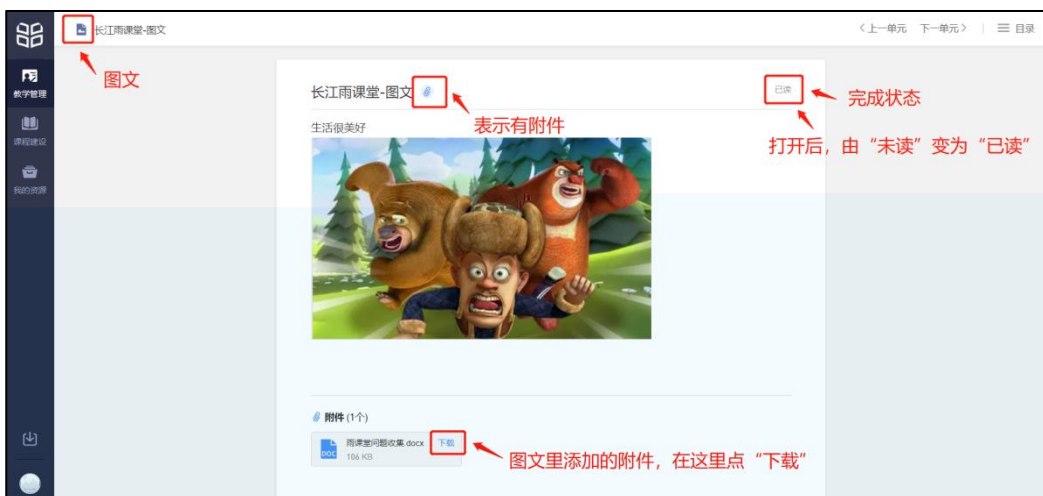 长江雨课堂-图文
<上一单元 下一单元>
目录
图文
教学管理
课程建设
我的资源
长江雨课堂-图文
已读
完成状态
表示有附件
打开后，由“未读”变为“已读”
生活很美好
附件(1个)
雨课堂问题收集.docx
下载
DOC
106 KB
图文里添加的附件，在这里点“下载”